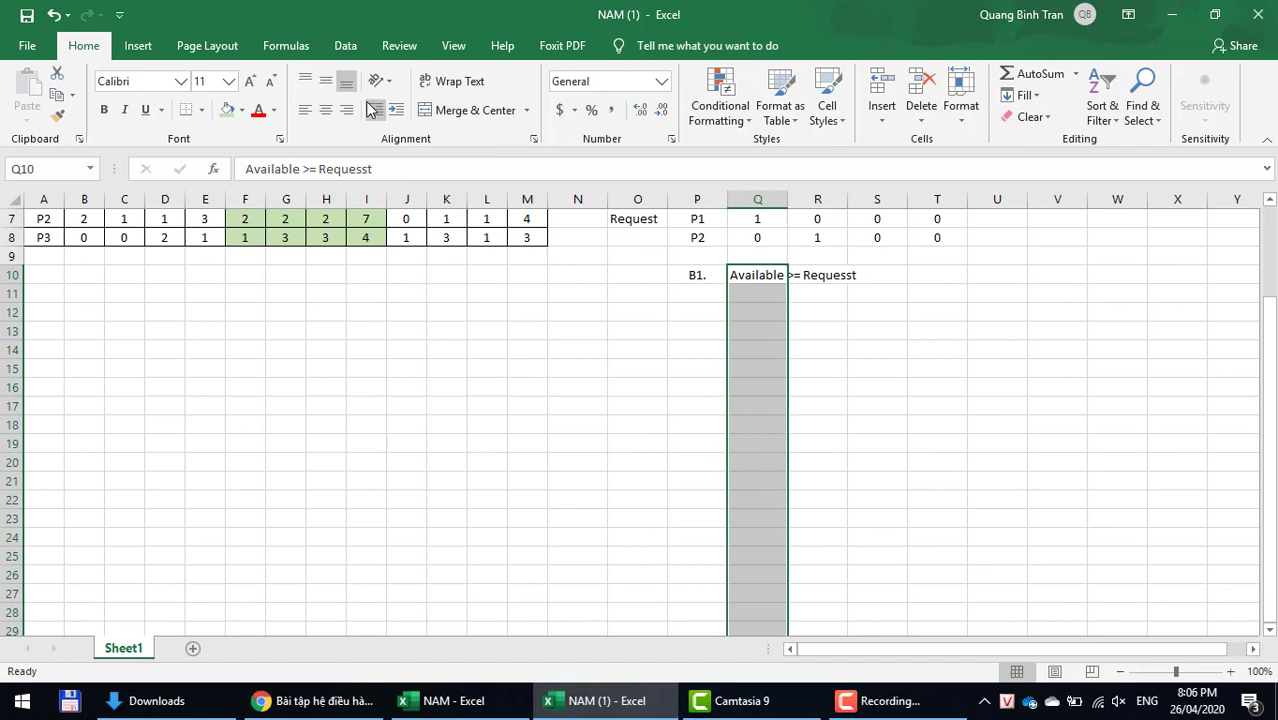 NAM (1) - Excel
Quang Binh Tran QB
File Home Insert Page Layout Formulas Data Review View Help Foxit PDF Tell me what you want to do Share
Paste Calibri 11 Wrap Text General Conditional Formatting Format as Table Cell Styles Insert Delete Format AutoSum Sort & Filter Find & Select Sensitivity
B I U A Merge & Center $ % Fill Clear
Clipboard Font Alignment Number Styles Cells Editing Sensitivity
Q10 fx Available >= Requesst
A B C D E F G H I J K L M N O P Q R S T U V W X Y
7 P2 2 1 1 3 2 2 2 7 0 1 1 4 Request P1 1 0 0 0
8 P3 0 0 2 1 1 3 3 4 1 3 1 3 P2 0 1 0 0
9
10 B1. Available >= Requesst
11
12
13
14
15
16
17
18
19
20
21
22
23
24
25
26
27
28
29
Sheet1
Ready 100%
Downloads Bài tập hệ điều hà... NAM - Excel NAM (1) - Excel Camtasia 9 Recording... ENG 8:06 PM
26/04/2020 3